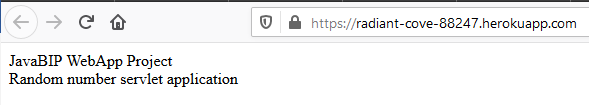 https://radiant-cove-88247.herokuapp.com
JavaBIP WebApp Project
Random number servlet application